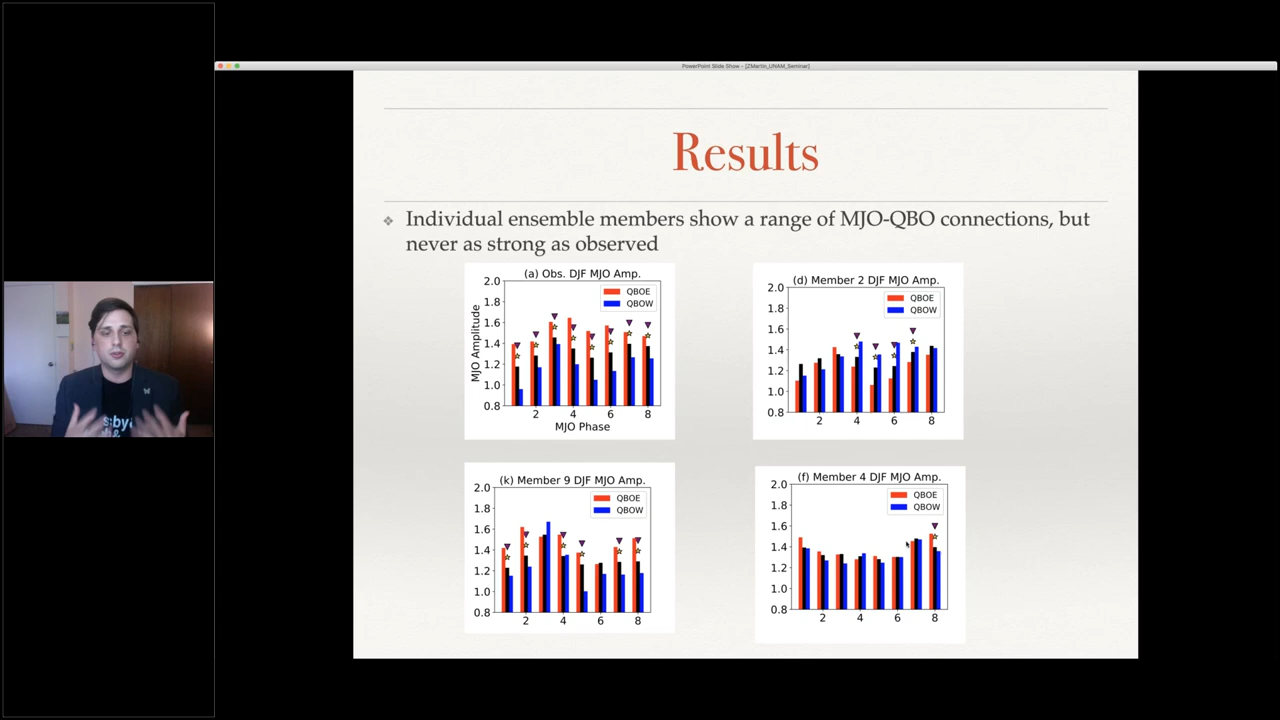 PowerPoint Slide Show - [ZMartin_UNAM_Seminar]
Results
❖ Individual ensemble members show a range of MJO-QBO connections, but
never as strong as observed
(a) Obs. DJF MJO Amp.
MJO Amplitude
2.0
1.8
1.6
1.4
1.2
1.0
0.8
QBOE
QBOW
2 4 6 8
MJO Phase
(d) Member 2 DJF MJO Amp.
2.0
1.8
1.6
1.4
1.2
1.0
0.8
QBOE
QBOW
2 4 6 8
(k) Member 9 DJF MJO Amp.
2.0
1.8
1.6
1.4
1.2
1.0
0.8
QBOE
QBOW
2 4 6 8
(f) Member 4 DJF MJO Amp.
2.0
1.8
1.6
1.4
1.2
1.0
0.8
QBOE
QBOW
2 4 6 8